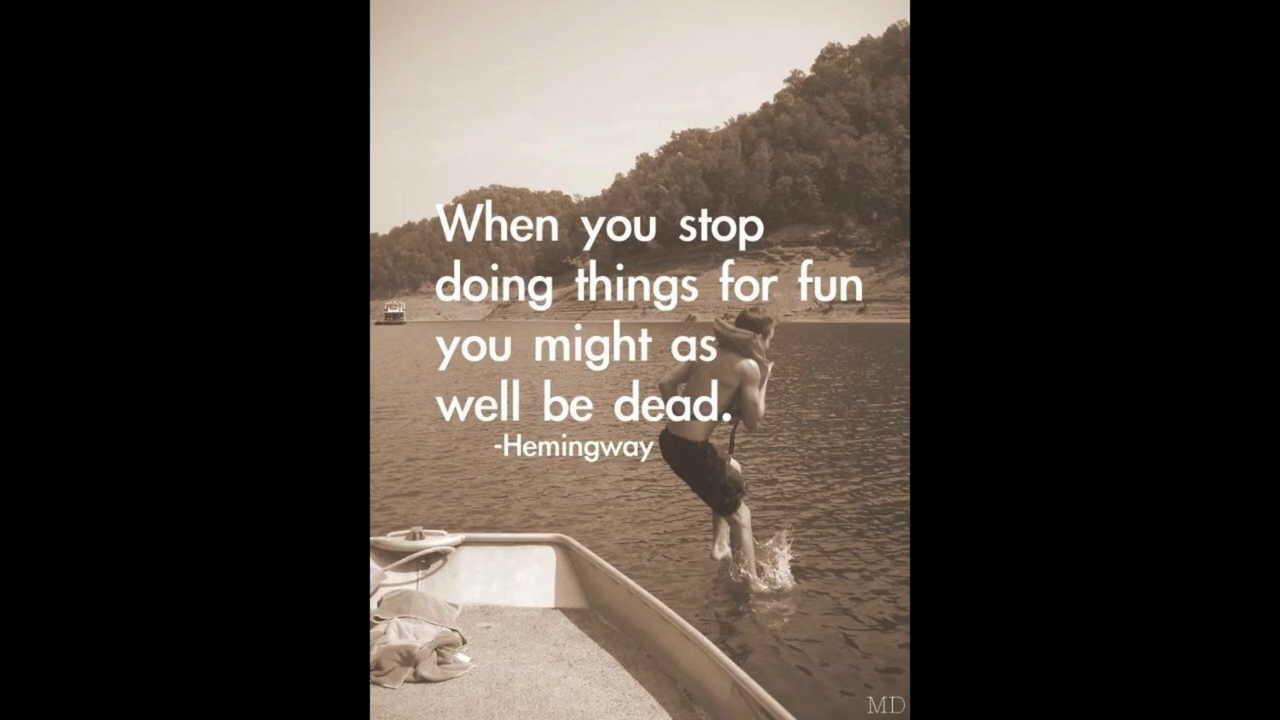 When you stop
doing things for fun
you might as
well be dead.
-Hemingway
MD